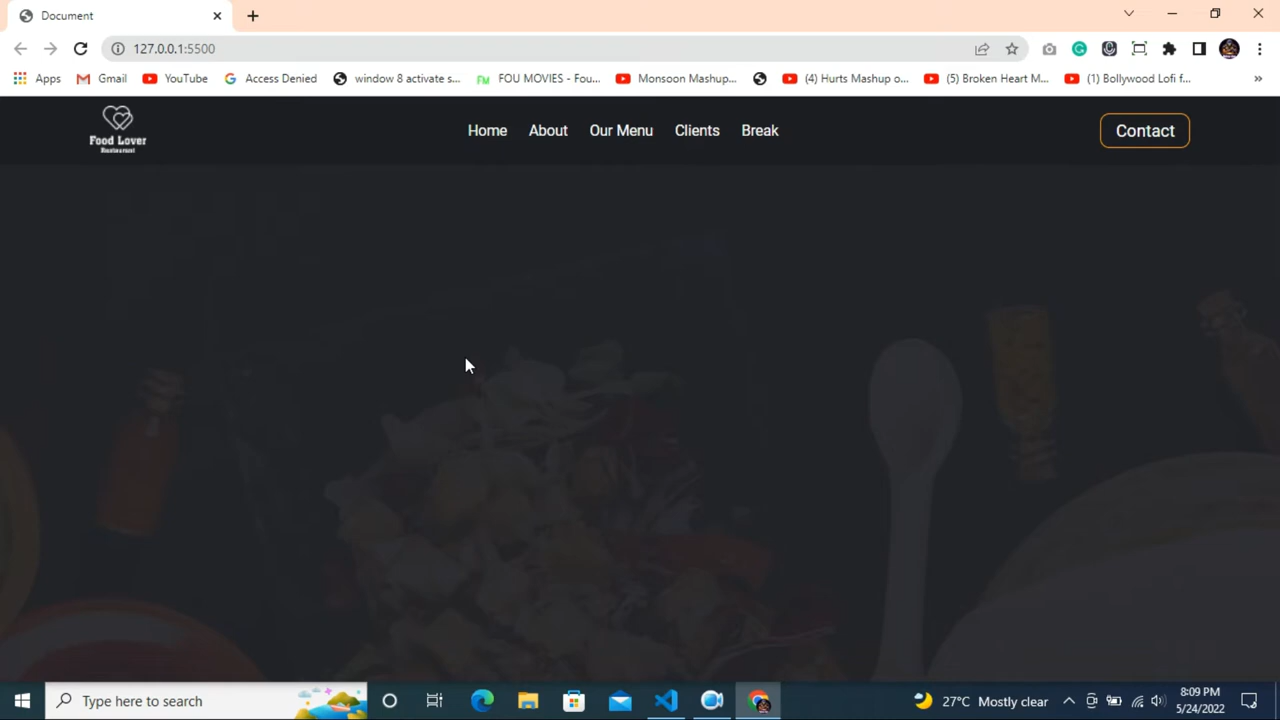 Document
127.0.0.1:5500
Apps Gmail YouTube Access Denied window 8 activate s... FOU MOVIES - Fou... Monsoon Mashup... (4) Hurts Mashup o... (5) Broken Heart M... (1) Bollywood Lofi f... »
Food Lover
Restaurant
Home About Our Menu Clients Break Contact
Type here to search
27°C Mostly clear
8:09 PM
5/24/2022